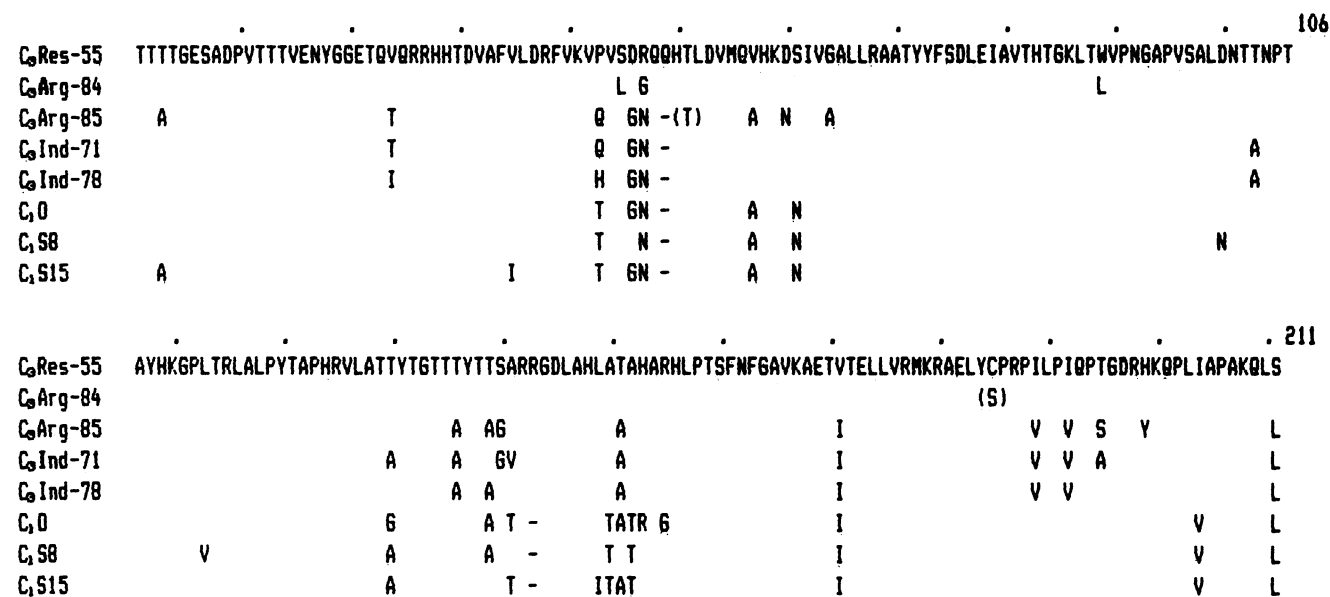 106
C₃Res-55 TTTTGESADPVTTTVENYGGETQVQRRHHTDVAFVLDRFVKVPVSDRQQHTLDVMQVHKDSIVGALLRAATYYFSDLEIAVTHTGKLTWVPNGAPVSALDNTTNPT
C₃Arg-84 L G L
C₃Arg-85 A T Q GN -(T) A N A
C₃Ind-71 T Q GN - A
C₃Ind-78 I H GN - A
C₁O T GN - A N
C₁S8 T N - A N N
C₁S15 A I T GN - A N
211
C₃Res-55 AYHKGPLTRLALPYTAPHRVLATTYTGTTTYTTSARRGDLAHLATAHARHLPTSFNFGAVKAETVTELLVRMKRAELYCPRPILPIQPTGDRHKQPLIAPAKQLS
C₃Arg-84 (S)
C₃Arg-85 A AG A I V V S Y L
C₃Ind-71 A A GV A I V V A L
C₃Ind-78 A A A I V V L
C₁O G A T - TATR G I V L
C₁S8 V A A - T T I V L
C₁S15 A T - ITAT I V L